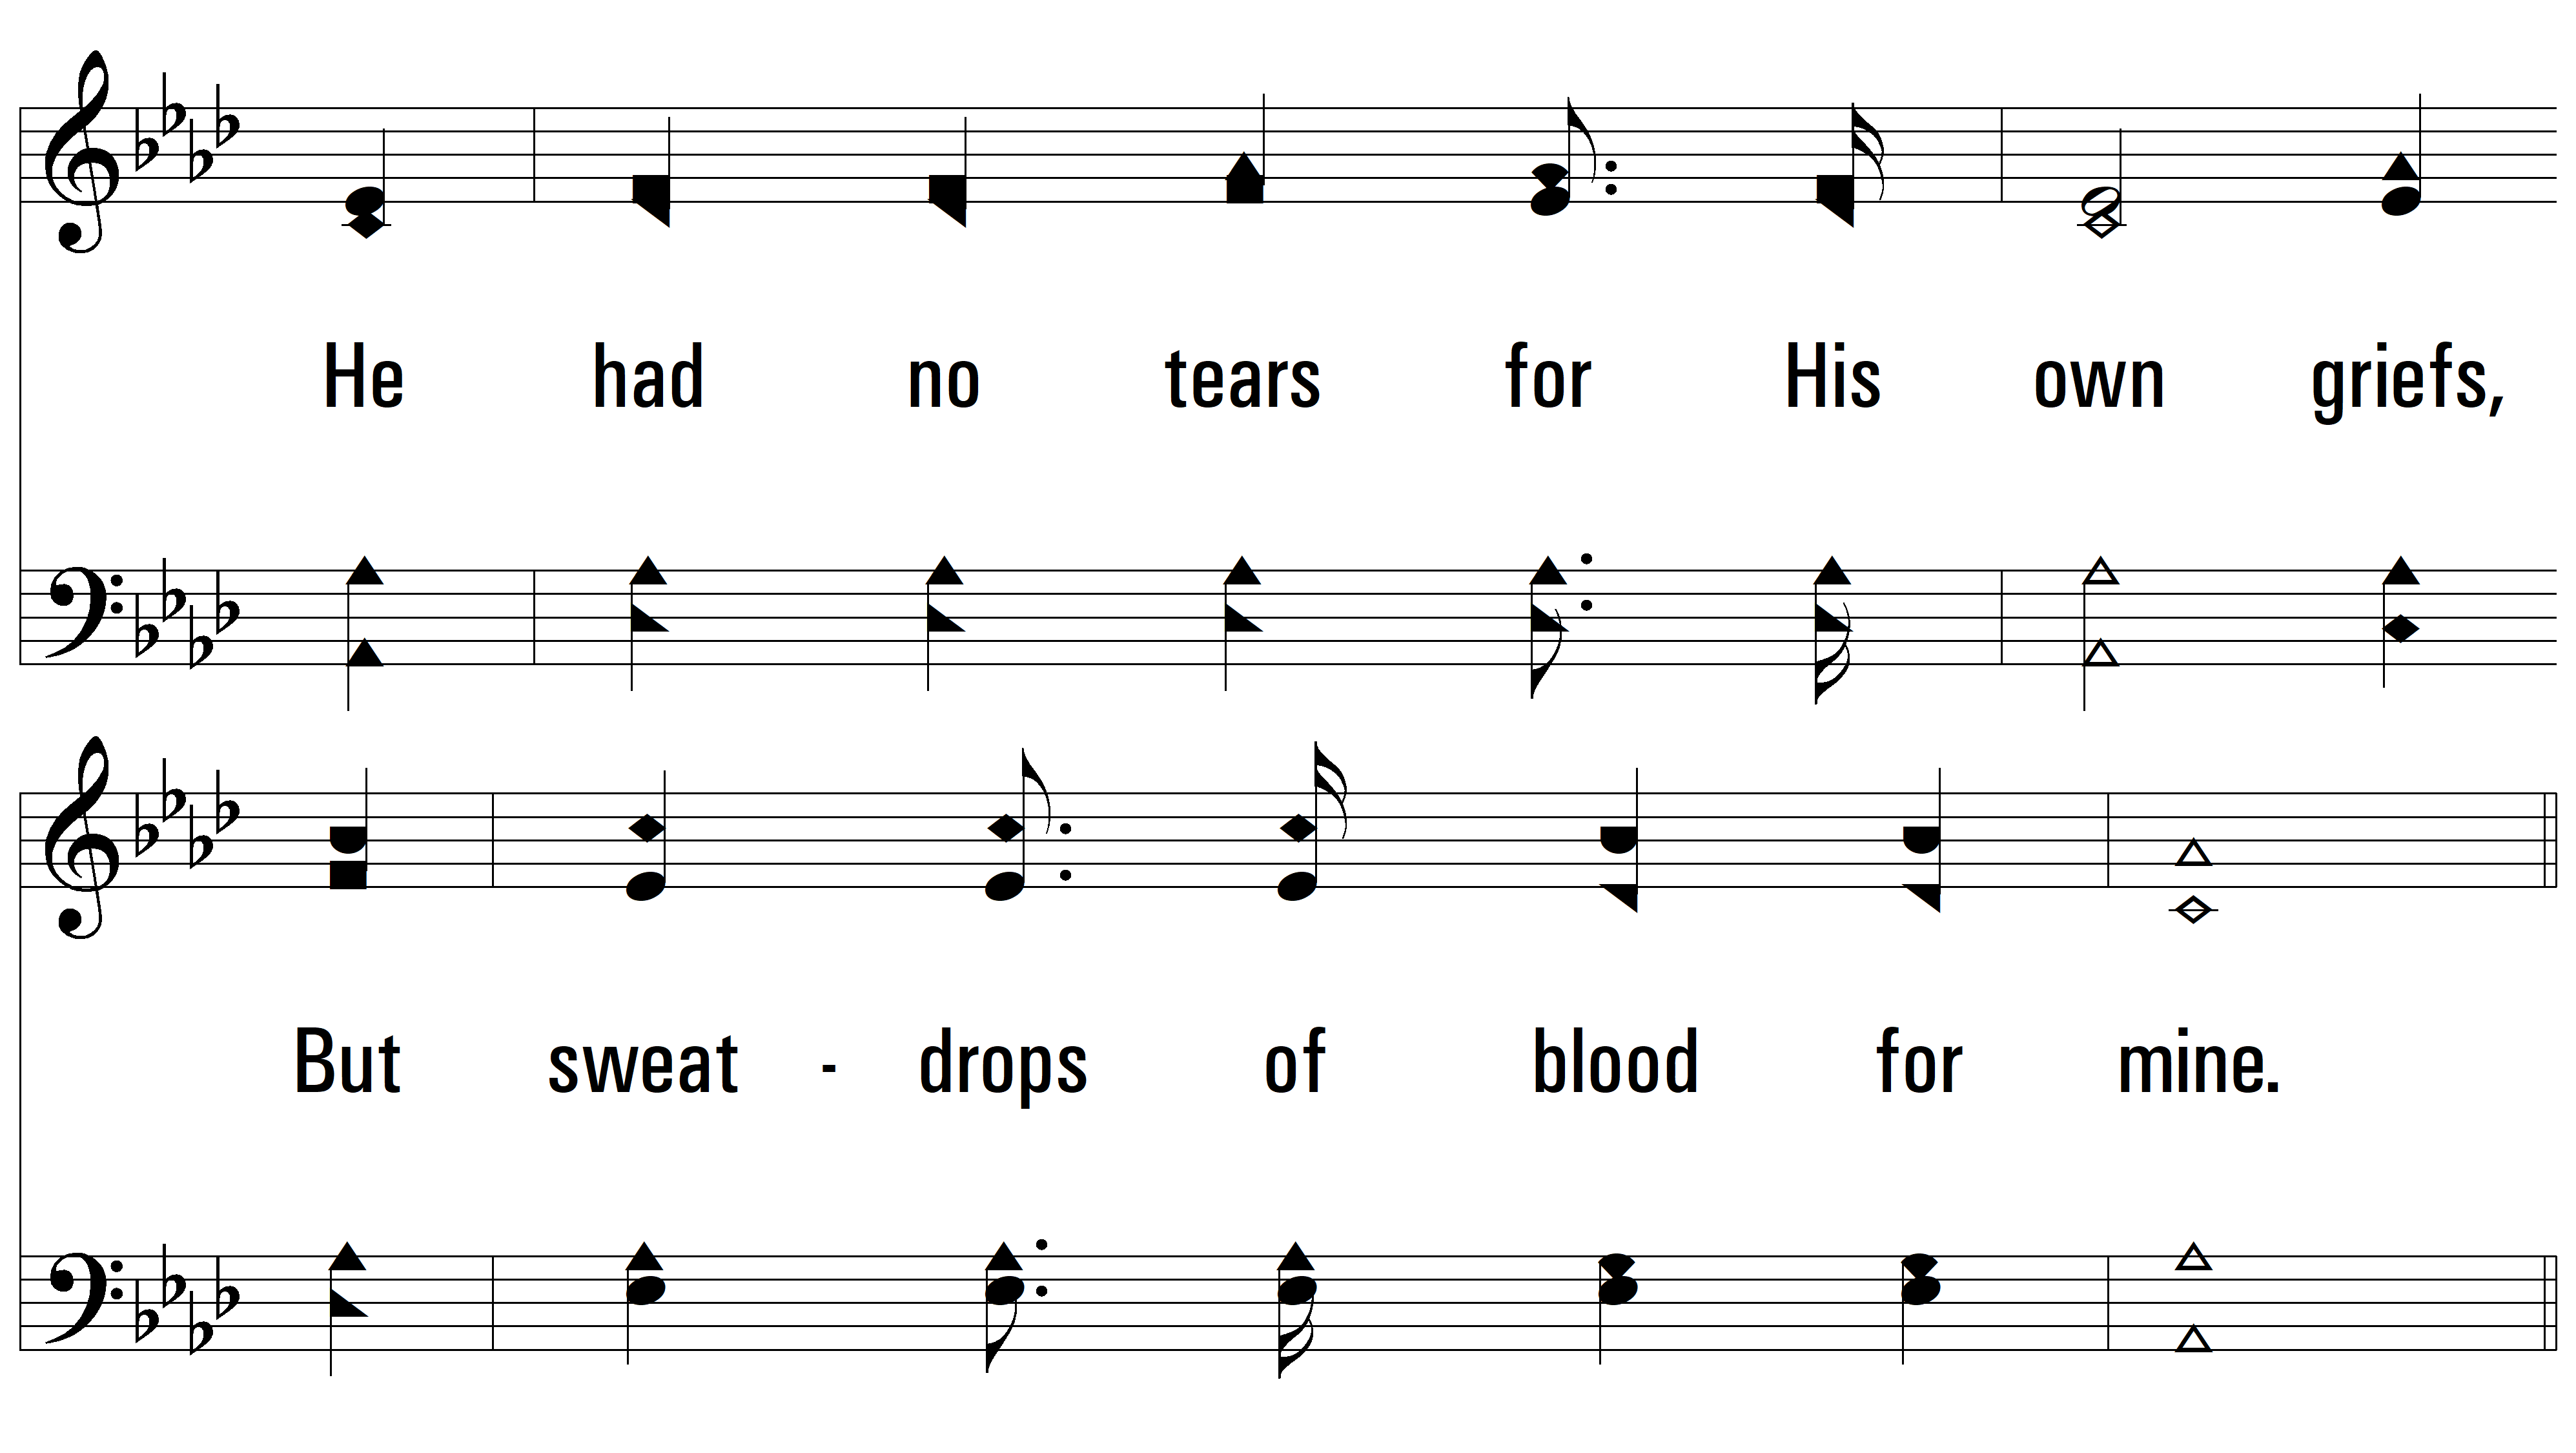 He had no tears for His own griefs,
But sweat - drops of blood for mine.